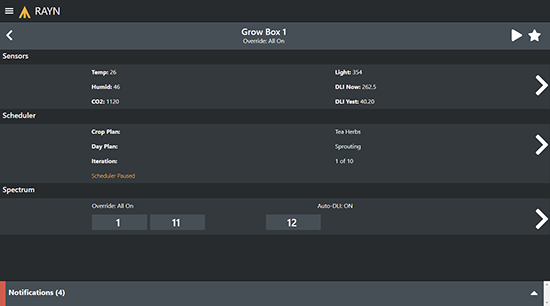 RAYN
Grow Box 1
Override: All On
Sensors
Temp: 26 Light: 354
Humid: 46 DLI Now: 262.5
CO2: 1120 DLI Yest: 40.20
Scheduler
Crop Plan: Tea Herbs
Day Plan: Sprouting
Iteration: 1 of 10
Scheduler Paused
Spectrum
Override: All On Auto-DLI: ON
1 11 12
Notifications (4)